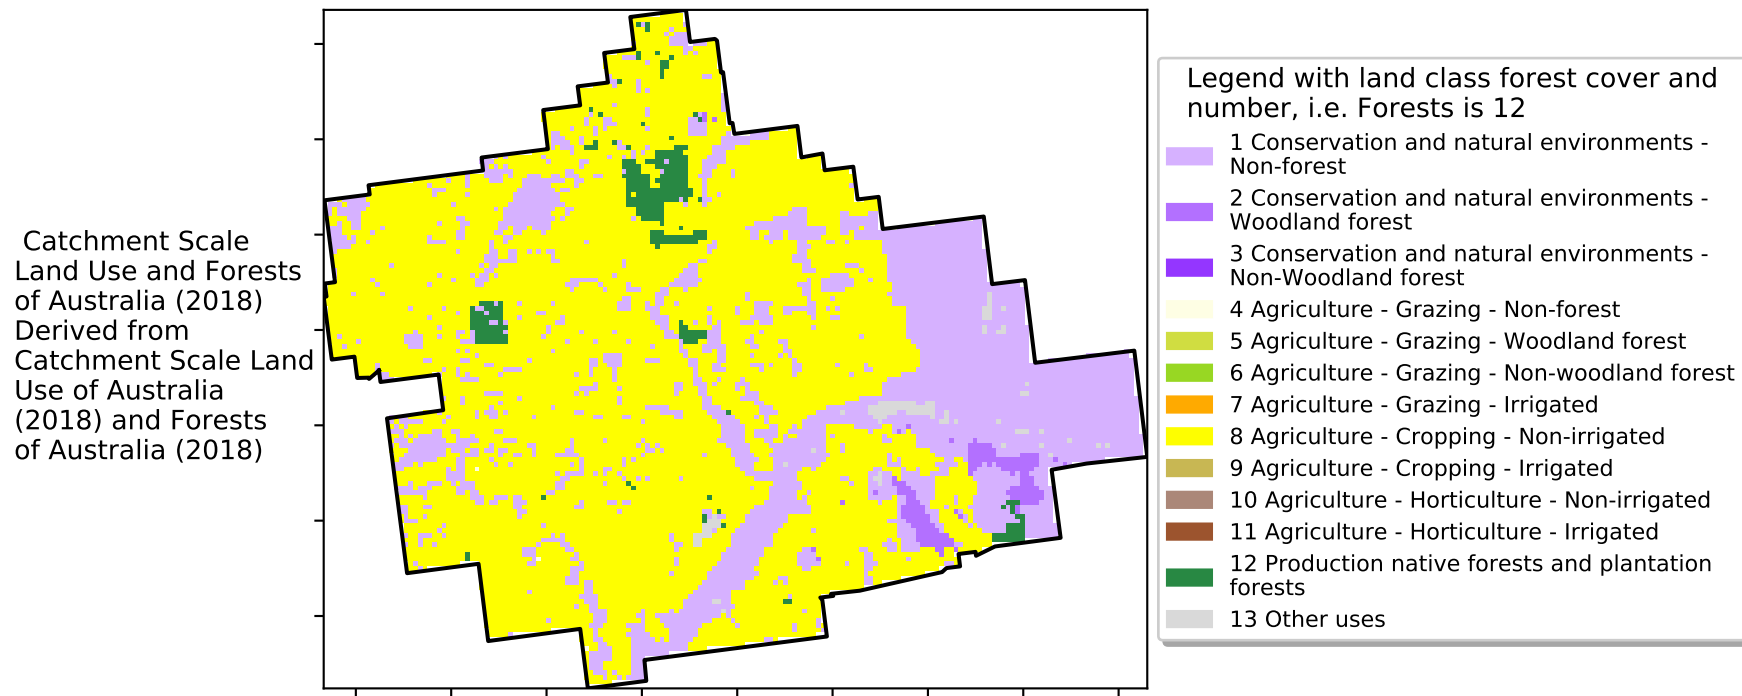 Catchment Scale
Land Use and Forests
of Australia (2018)
Derived from
Catchment Scale Land
Use of Australia
(2018) and Forests
of Australia (2018)
Legend with land class forest cover and
number, i.e. Forests is 12
1 Conservation and natural environments -
Non-forest
2 Conservation and natural environments -
Woodland forest
3 Conservation and natural environments -
Non-Woodland forest
4 Agriculture - Grazing - Non-forest
5 Agriculture - Grazing - Woodland forest
6 Agriculture - Grazing - Non-woodland forest
7 Agriculture - Grazing - Irrigated
8 Agriculture - Cropping - Non-irrigated
9 Agriculture - Cropping - Irrigated
10 Agriculture - Horticulture - Non-irrigated
11 Agriculture - Horticulture - Irrigated
12 Production native forests and plantation
forests
13 Other uses